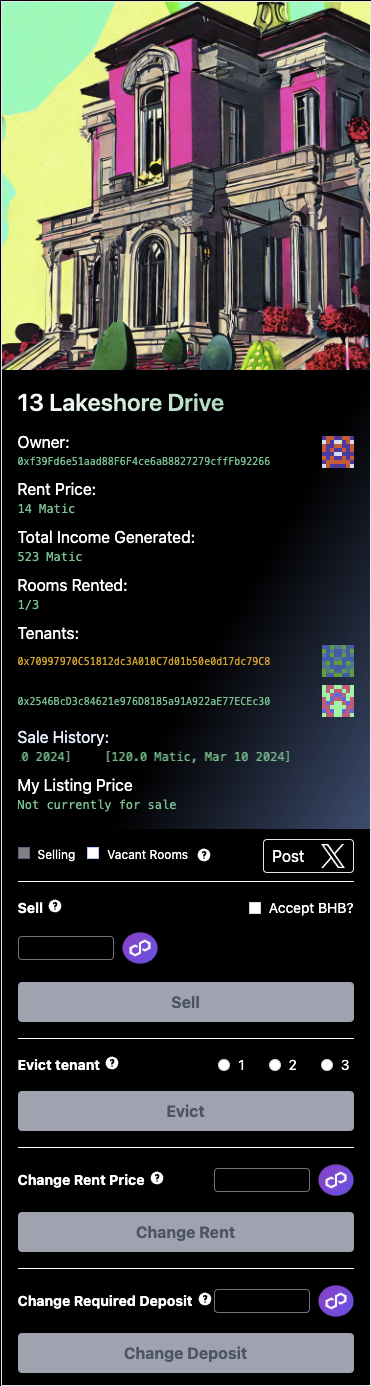 13 Lakeshore Drive
Owner:
0xf39Fd6e51aad88F6F4ce6aB8827279cffFb92266
Rent Price:
14 Matic
Total Income Generated:
523 Matic
Rooms Rented:
1/3
Tenants:
0x70997970C51812dc3A010C7d01b50e0d17dc79C8
0x2546BcD3c84621e976D8185a91A922aE77ECEc30
Sale History:
0 2024] [120.0 Matic, Mar 10 2024]
My Listing Price
Not currently for sale
Selling Vacant Rooms ? Post X
Sell ? Accept BHB?
Sell
Evict tenant ? 1 2 3
Evict
Change Rent Price ?
Change Rent
Change Required Deposit ?
Change Deposit